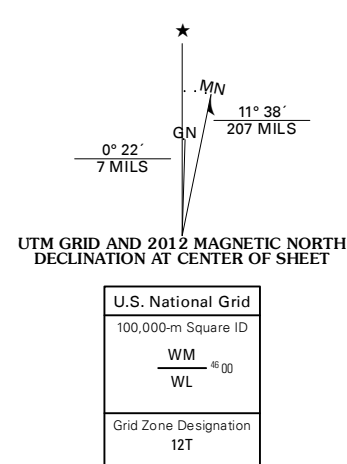 ★
MN
11° 38´
207 MILS
GN
0° 22´
7 MILS
UTM GRID AND 2012 MAGNETIC NORTH
DECLINATION AT CENTER OF SHEET
U.S. National Grid
100,000-m Square ID
WM
46 00
WL
Grid Zone Designation
12T